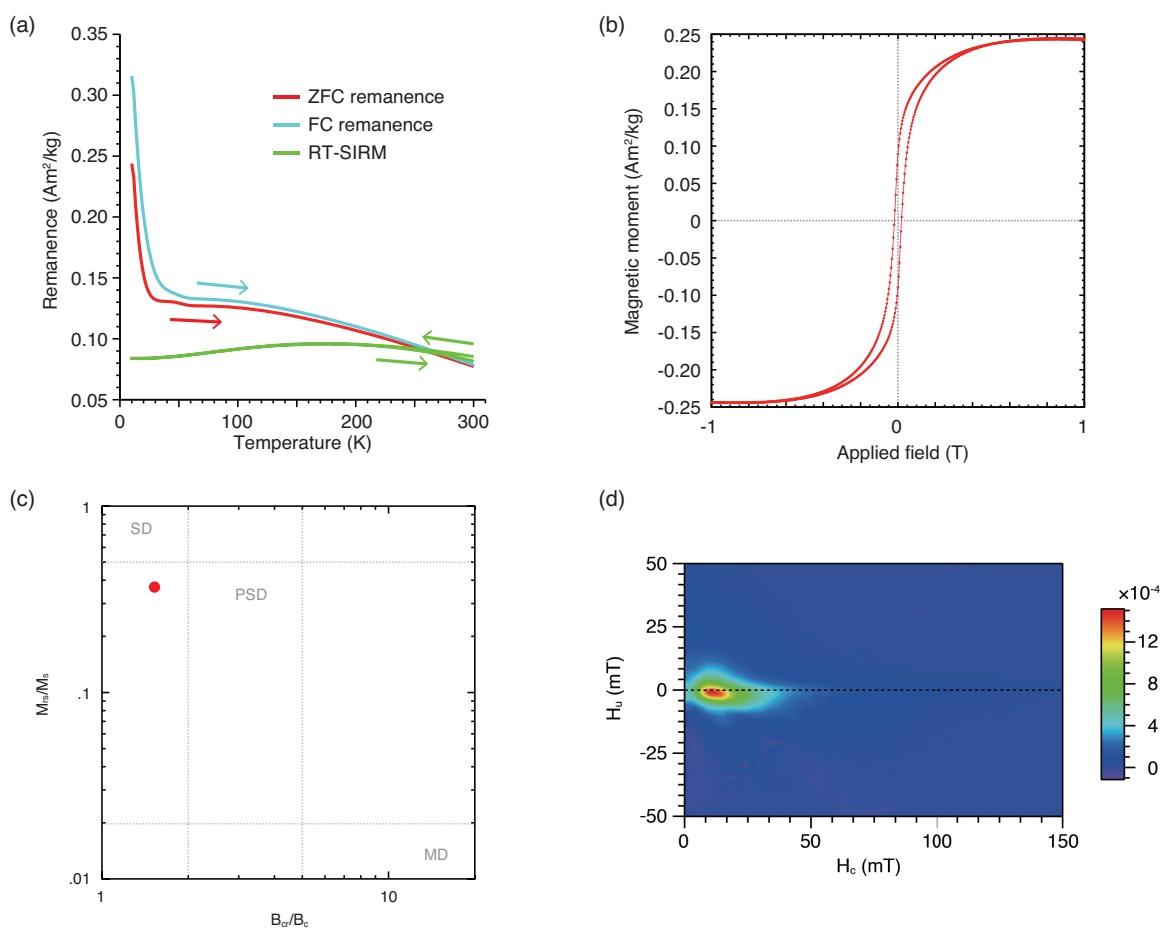 (a)
0.35
0.30
0.25
0.20
0.15
0.10
0.05
Remanence (Am²/kg)
ZFC remanence
FC remanence
RT-SIRM
0
100
200
300
Temperature (K)
(b)
0.25
0.20
0.15
0.10
0.05
0
-0.05
-0.10
-0.15
-0.20
-0.25
Magnetic moment (Am²/kg)
-1
0
1
Applied field (T)
(c)
1
.1
.01
Mrs/Ms
SD
PSD
MD
1
10
Bcr/Bc
(d)
50
25
0
-25
-50
Hu (mT)
0
50
100
150
Hc (mT)
×10-4
12
8
4
0